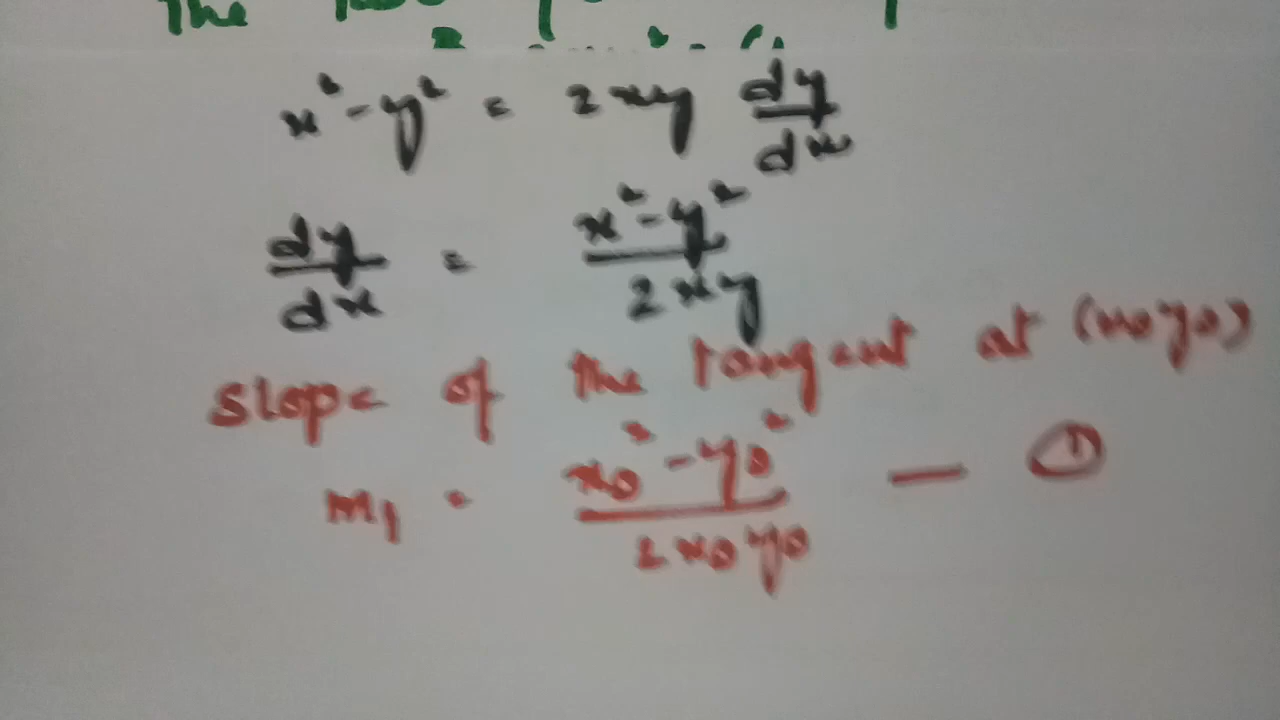 The
x² - y² = 2xy dy/dx
dy/dx = x² - y² / 2xy
slope of the tangent at (x0 y0)
m1 = x0² - y0² / 2x0y0 — ①